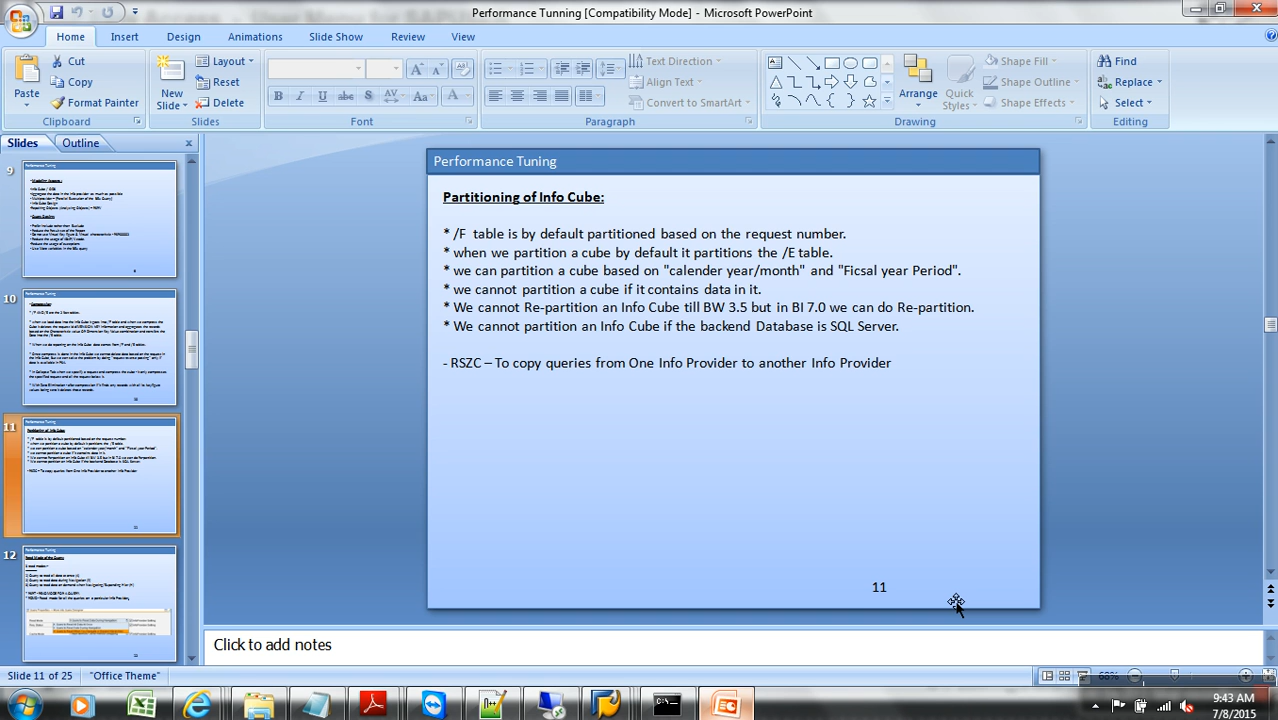 Performance Tunning [Compatibility Mode] - Microsoft PowerPoint
Home Insert Design Animations Slide Show Review View
Paste
Cut
Copy
Format Painter
Clipboard
New Slide
Layout
Reset
Delete
Slides
Font
Text Direction
Align Text
Convert to SmartArt
Paragraph
Arrange
Quick Styles
Shape Fill
Shape Outline
Shape Effects
Drawing
Find
Replace
Select
Editing
Slides Outline
9
10
11
12
Performance Tuning
Partitioning of Info Cube:
* /F table is by default partitioned based on the request number.
* when we partition a cube by default it partitions the /E table.
* we can partition a cube based on "calender year/month" and "Ficsal year Period".
* we cannot partition a cube if it contains data in it.
* We cannot Re-partition an Info Cube till BW 3.5 but in BI 7.0 we can do Re-partition.
* We cannot partition an Info Cube if the backend Database is SQL Server.
- RSZC – To copy queries from One Info Provider to another Info Provider
11
Click to add notes
Slide 11 of 25 "Office Theme" 68%
9:43 AM
7/8/2015